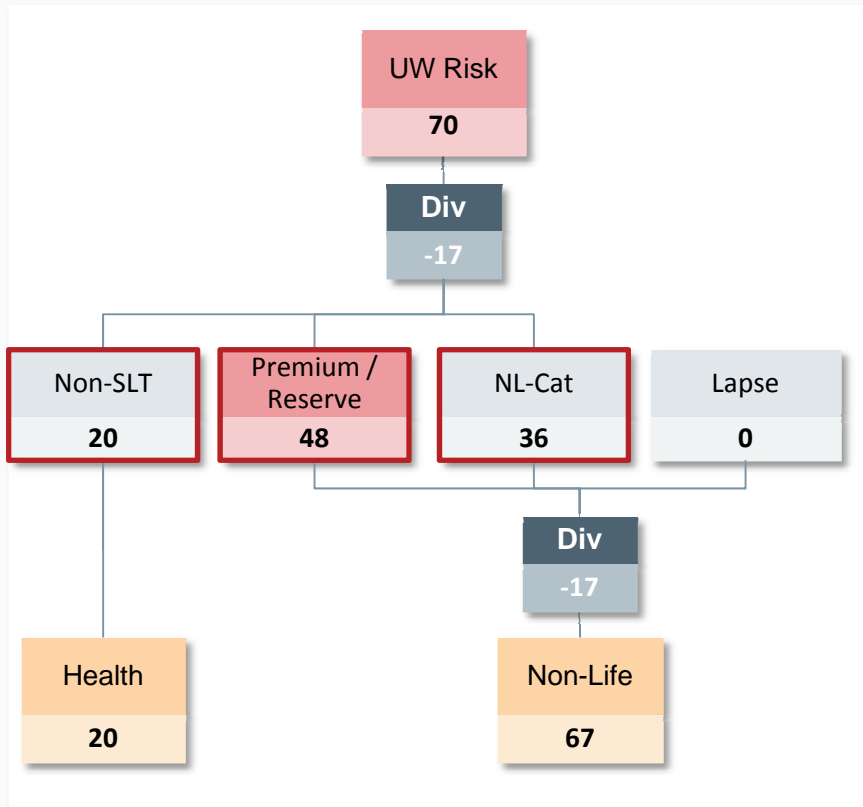 UW Risk
70
Div
-17
Non-SLT
20
Premium /
Reserve
48
NL-Cat
36
Lapse
0
Div
-17
Health
20
Non-Life
67